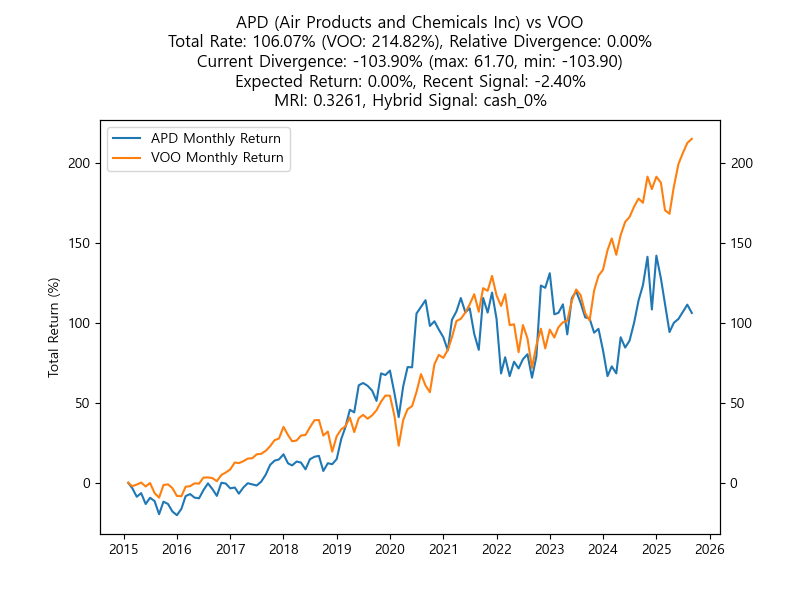 APD (Air Products and Chemicals Inc) vs VOO
Total Rate: 106.07% (VOO: 214.82%), Relative Divergence: 0.00%
Current Divergence: -103.90% (max: 61.70, min: -103.90)
Expected Return: 0.00%, Recent Signal: -2.40%
MRI: 0.3261, Hybrid Signal: cash_0%
APD Monthly Return
VOO Monthly Return
Total Return (%)
200
150
100
50
0
200
150
100
50
0
2015 2016 2017 2018 2019 2020 2021 2022 2023 2024 2025 2026